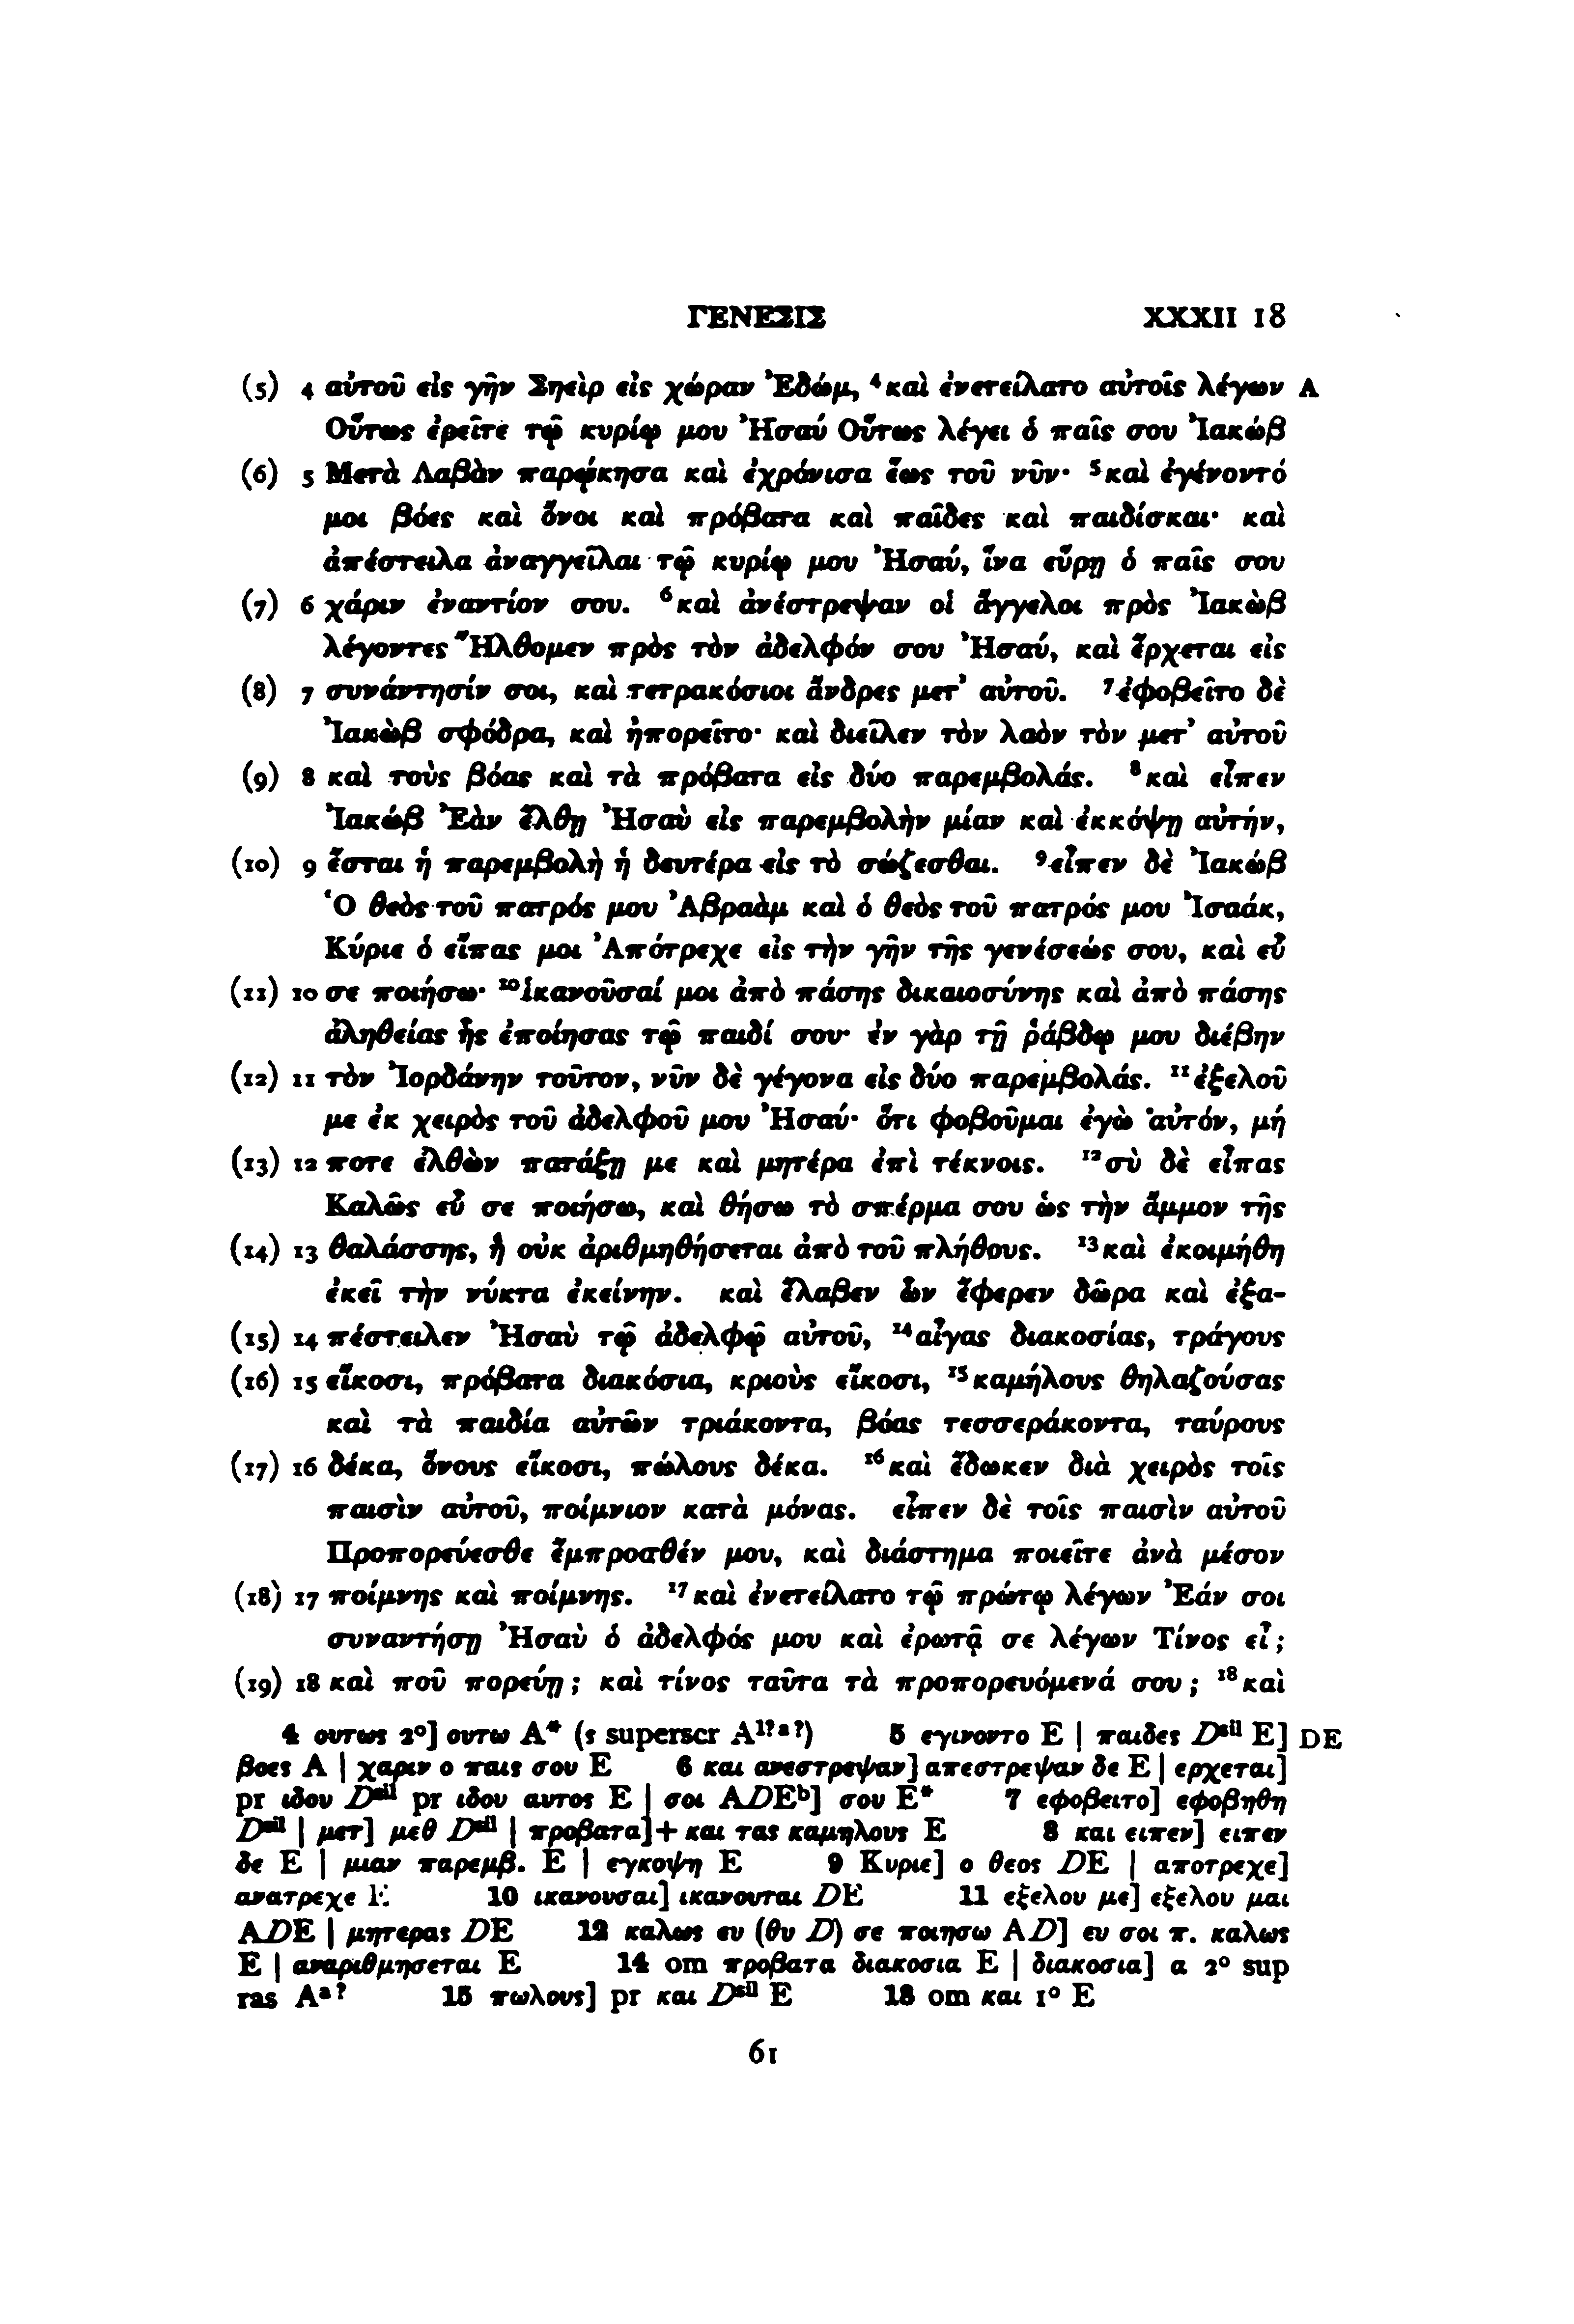 ΓΕΝΕΣΙΣ XXXII 18
(5) 4 αὐτοῦ εἰς γῆν Σηεὶρ εἰς χώραν Ἐδώμ, ⁴καὶ ἐνετείλατο αὐτοῖς λέγων A
Οὕτως ἐρεῖτε τῷ κυρίῳ μου Ἠσαύ Οὕτως λέγει ὁ παῖς σου Ἰακώβ
(6) 5 Μετὰ Λαβὰν παρῴκησα καὶ ἐχρόνισα ἕως τοῦ νῦν· ⁵καὶ ἐγένοντό
μοι βόες καὶ ὄνοι καὶ πρόβατα καὶ παῖδες καὶ παιδίσκαι· καὶ
ἀπέστειλα ἀναγγεῖλαι τῷ κυρίῳ μου Ἠσαύ, ἵνα εὕρῃ ὁ παῖς σου
(7) 6 χάριν ἐναντίον σου. ⁶καὶ ἀνέστρεψαν οἱ ἄγγελοι πρὸς Ἰακὼβ
λέγοντες Ἤλθομεν πρὸς τὸν ἀδελφόν σου Ἠσαύ, καὶ ἔρχεται εἰς
(8) 7 συνάντησίν σοι, καὶ τετρακόσιοι ἄνδρες μετ᾽ αὐτοῦ. ⁷ἐφοβεῖτο δὲ
Ἰακὼβ σφόδρα, καὶ ἠπορεῖτο· καὶ διεῖλεν τὸν λαὸν τὸν μετ᾽ αὐτοῦ
(9) 8 καὶ τοὺς βόας καὶ τὰ πρόβατα εἰς δύο παρεμβολάς. ⁸καὶ εἶπεν
Ἰακώβ Ἐὰν ἔλθῃ Ἠσαὺ εἰς παρεμβολὴν μίαν καὶ ἐκκόψῃ αὐτήν,
(10) 9 ἔσται ἡ παρεμβολὴ ἡ δευτέρα εἰς τὸ σώζεσθαι. ⁹εἶπεν δὲ Ἰακώβ
Ὁ θεὸς τοῦ πατρός μου Ἀβραὰμ καὶ ὁ θεὸς τοῦ πατρός μου Ἰσαάκ,
Κύριε ὁ εἴπας μοι Ἀπότρεχε εἰς τὴν γῆν τῆς γενέσεώς σου, καὶ εὖ
(11) 10 σε ποιήσω· ¹⁰ἱκανοῦσαί μοι ἀπὸ πάσης δικαιοσύνης καὶ ἀπὸ πάσης
ἀληθείας ἧς ἐποίησας τῷ παιδί σου· ἐν γὰρ τῇ ῥάβδῳ μου διέβην
(12) 11 τὸν Ἰορδάνην τοῦτον, νῦν δὲ γέγονα εἰς δύο παρεμβολάς. ¹¹ἐξελοῦ
με ἐκ χειρὸς τοῦ ἀδελφοῦ μου Ἠσαύ· ὅτι φοβοῦμαι ἐγὼ αὐτόν, μή
(13) 12 ποτε ἐλθὼν πατάξῃ με καὶ μητέρα ἐπὶ τέκνοις. ¹²σὺ δὲ εἶπας
Καλῶς εὖ σε ποιήσω, καὶ θήσω τὸ σπέρμα σου ὡς τὴν ἄμμον τῆς
(14) 13 θαλάσσης, ἣ οὐκ ἀριθμηθήσεται ἀπὸ τοῦ πλήθους. ¹³καὶ ἐκοιμήθη
ἐκεῖ τὴν νύκτα ἐκείνην. καὶ ἔλαβεν ὧν ἔφερεν δῶρα καὶ ἐξα-
(15) 14 πέστειλεν Ἠσαὺ τῷ ἀδελφῷ αὐτοῦ, ¹⁴αἶγας διακοσίας, τράγους
(16) 15 εἴκοσι, πρόβατα διακόσια, κριοὺς εἴκοσι, ¹⁵καμήλους θηλαζούσας
καὶ τὰ παιδία αὐτῶν τριάκοντα, βόας τεσσεράκοντα, ταύρους
(17) 16 δέκα, ὄνους εἴκοσι, πώλους δέκα. ¹⁶καὶ ἔδωκεν διὰ χειρὸς τοῖς
παισὶν αὐτοῦ, ποίμνιον κατὰ μόνας. εἶπεν δὲ τοῖς παισὶν αὐτοῦ
Προπορεύεσθε ἔμπροσθέν μου, καὶ διάστημα ποιεῖτε ἀνὰ μέσον
(18) 17 ποίμνης καὶ ποίμνης. ¹⁷καὶ ἐνετείλατο τῷ πρώτῳ λέγων Ἐάν σοι
συναντήσῃ Ἠσαὺ ὁ ἀδελφός μου καὶ ἐρωτᾷ σε λέγων Τίνος εἶ;
(19) 18 καὶ ποῦ πορεύῃ; καὶ τίνος ταῦτα τὰ προπορευόμενά σου; ¹⁸καὶ
4 ουτως 2°] ουτω A* (ς superscr A¹ˀᵃˀ) 5 εγινοντο E | παιδες Dˢⁱˡ E] DE
βοες A | χαριν ο παις σου E 6 και ανεστρεψαν] απεστρεψαν δε E | ερχεται]
pr ιδου Dˢⁱˡ pr ιδου αυτος E | σοι ADEᵇ] σου E* 7 εφοβειτο] εφοβηθη
Dˢⁱˡ | μετ] μεθ Dˢⁱˡ | προβατα]+ και τας καμηλους E 8 και ειπεν] ειπεν
δε E | μιαν παρεμβ. E | εγκοψη E 9 Κυριε] ο θεος DE | αποτρεχε]
ανατρεχε E 10 ικανουσαι] ικανουται DE 11 εξελου με] εξελου μαι
ADE | μητερας DE 12 καλως ευ (θυ D) σε ποιησω AD] ευ σοι π. καλως
E | αναριθμησεται E 14 om προβατα διακοσια E | διακοσια] α 2° sup
ras Aᵃˀ 15 πωλους] pr και Dˢⁱˡ E 18 om και 1° E
61